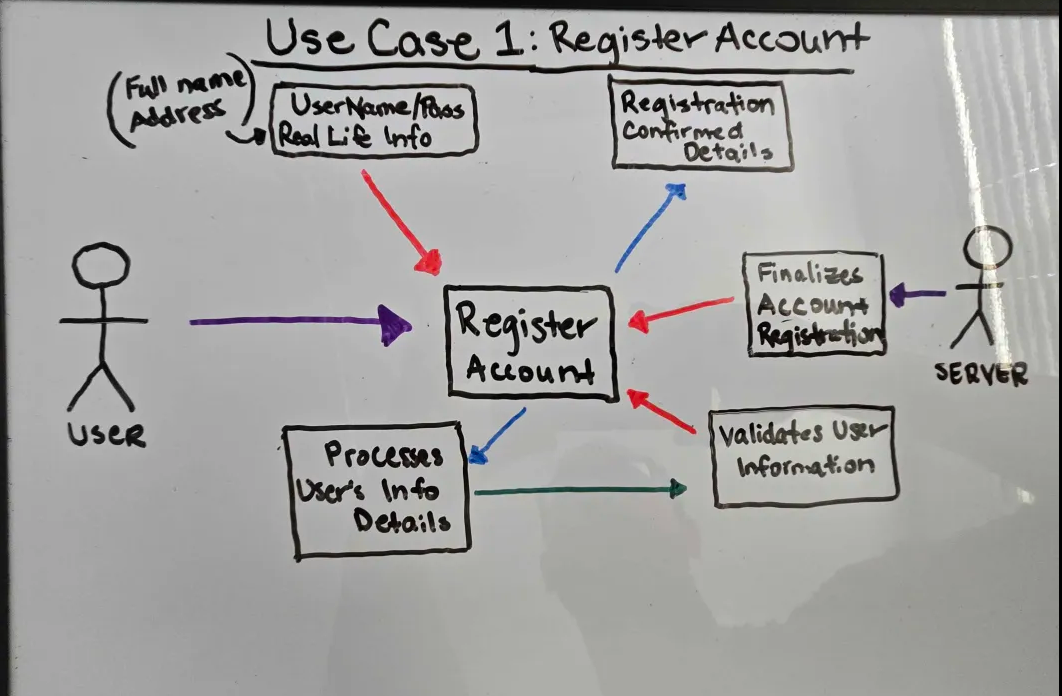 Use Case 1: Register Account
(Full name
Address)
UserName/Pass
Real Life Info
Registration
Confirmed
Details
Register
Account
Finalizes
Account
Registration
SERVER
USER
Processes
User's Info
Details
Validates User
Information